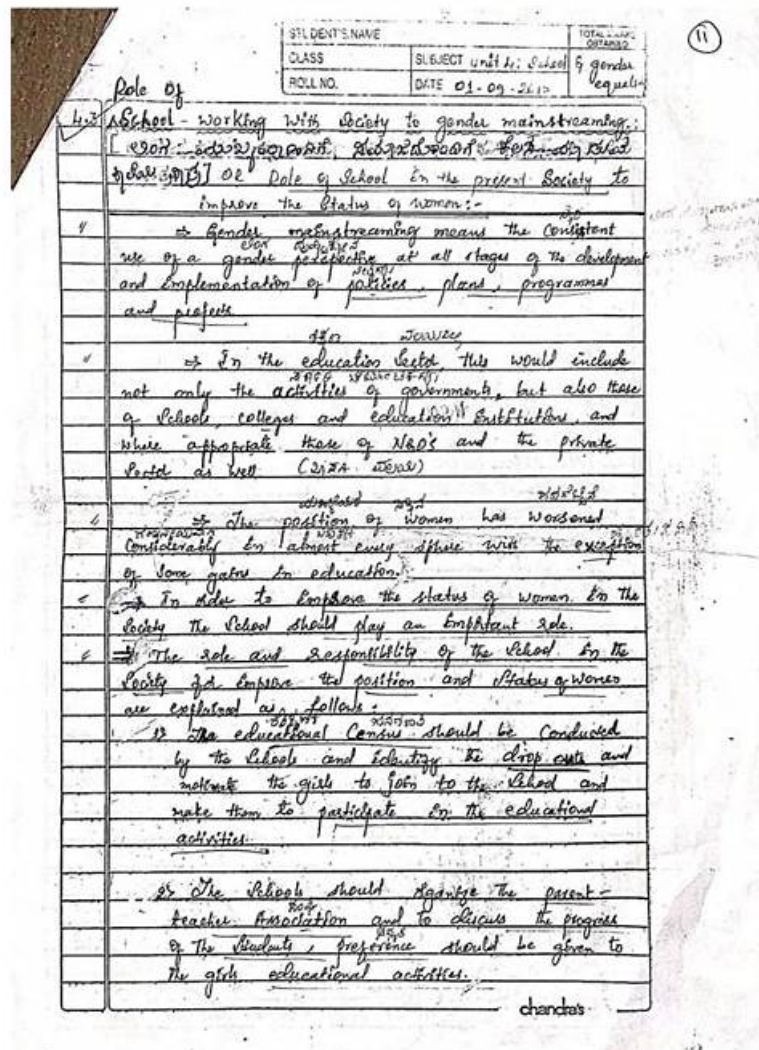 11
STUDENT'S NAME
TOTAL MARKS OBTAINED
CLASS
SUBJECT unit 4: School & gender equality
ROLL NO.
DATE 01-09-
Role of
4.3 School - working with Society to gender mainstreaming:
OR Role of School in the present Society to
improve the Status of women:-
⇒ Gender mainstreaming means the Consistent
use of a gender perspective at all stages of the development
and implementation of policies, plans, programmes
and projects
⇒ In the education Sector, this would include
not only the activities of governments, but also those
of Schools, colleges and education institutions, and
where appropriate those of NGO's and the private
Sector as well
⇒ The position of women has worsened
Considerably in almost every sphere with the exception
of some gains in education.
⇒ In order to improve the status of women in the
Society the School should play an important role.
⇒ The role and responsibility of the School in the
Society for improve the position and Status of women
are explained as follows:
1> The educational Census should be conducted
by the Schools and identify the drop outs and
motivate the girls to join to the School and
make them to participate in the educational
activities.
2> The Schools should organize the parent-
teacher Association and to discuss the progress
of the Students, preference should be given to
the girls educational activities.
chandra's